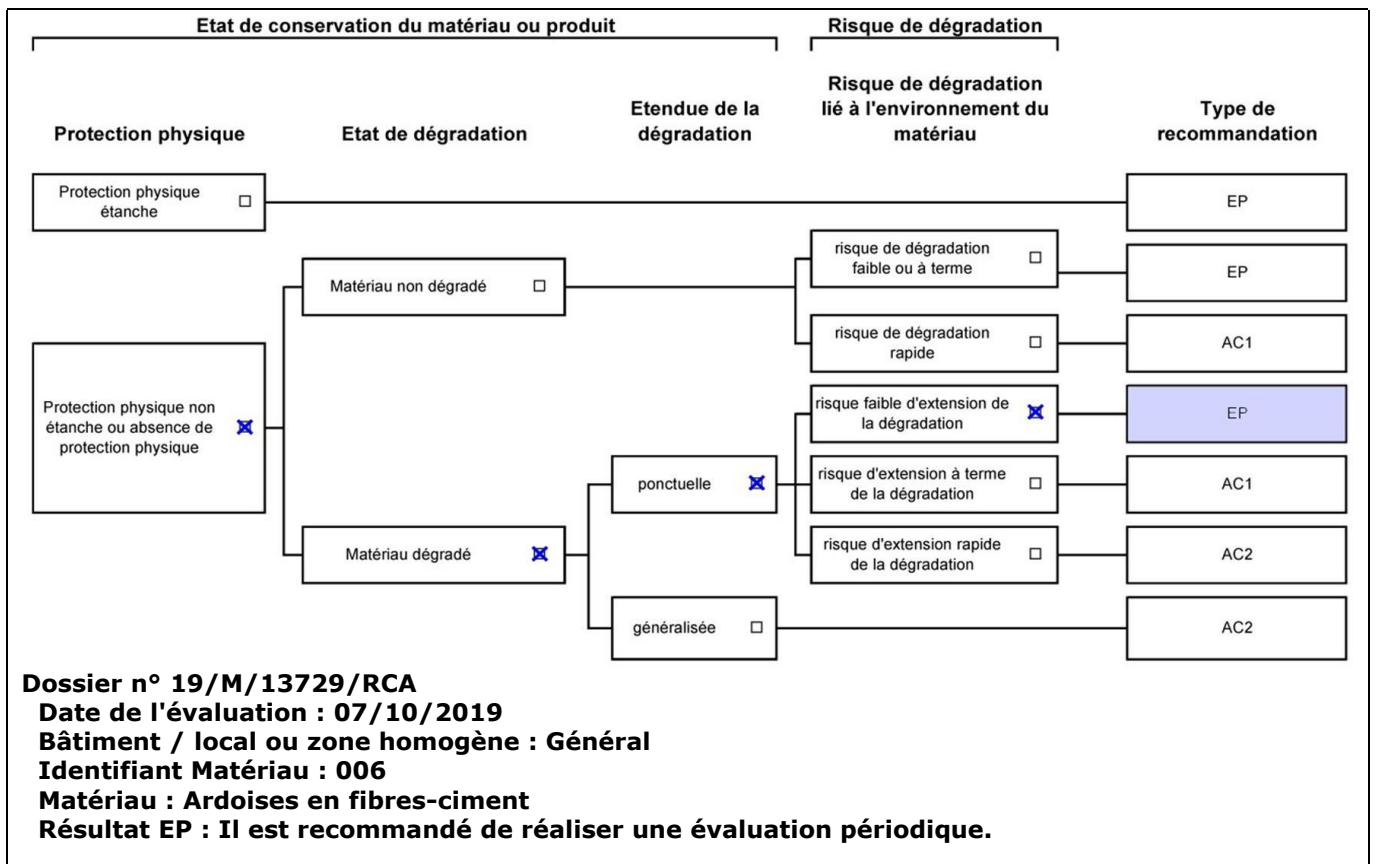 Etat de conservation du matériau ou produit
Risque de dégradation
Protection physique
Etat de dégradation
Etendue de la
dégradation
Risque de dégradation
lié à l'environnement du
matériau
Type de
recommandation
Protection physique
étanche
EP
risque de dégradation
faible ou à terme
EP
Matériau non dégradé
risque de dégradation
rapide
AC1
Protection physique non
étanche ou absence de
protection physique
risque faible d'extension de
la dégradation
EP
ponctuelle
risque d'extension à terme
de la dégradation
AC1
Matériau dégradé
risque d'extension rapide
de la dégradation
AC2
généralisée
AC2
Dossier n° 19/M/13729/RCA
Date de l'évaluation : 07/10/2019
Bâtiment / local ou zone homogène : Général
Identifiant Matériau : 006
Matériau : Ardoises en fibres-ciment
Résultat EP : Il est recommandé de réaliser une évaluation périodique.